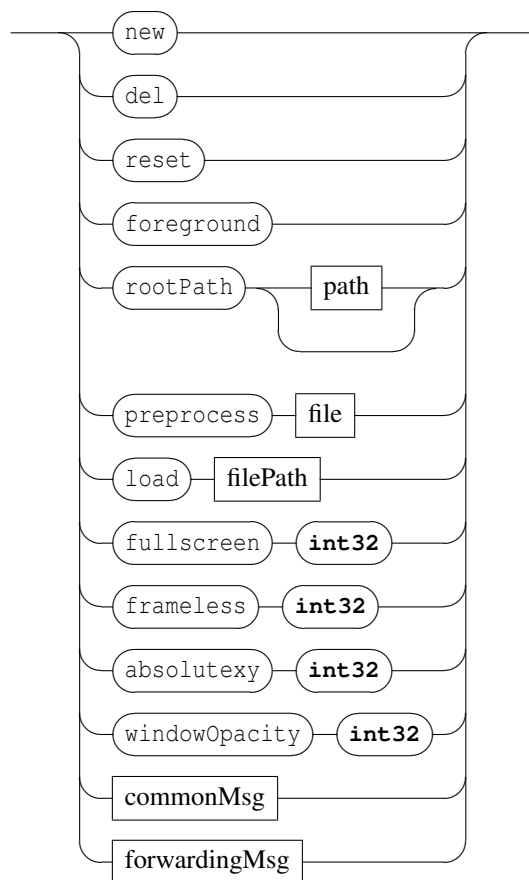 new
del
reset
foreground
rootPath path
preprocess file
load filePath
fullscreen int32
frameless int32
absolutexy int32
windowOpacity int32
commonMsg
forwardingMsg